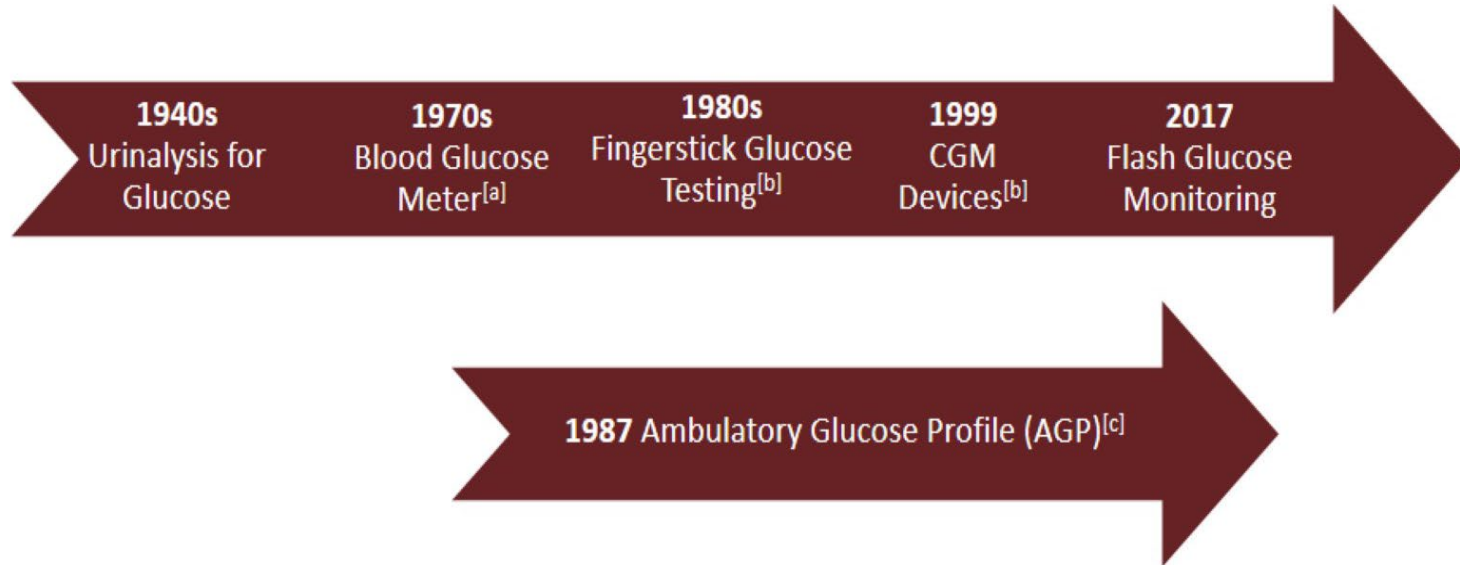 1940s
Urinalysis for
Glucose
1970s
Blood Glucose
Meter[a]
1980s
Fingerstick Glucose
Testing[b]
1999
CGM
Devices[b]
2017
Flash Glucose
Monitoring
1987 Ambulatory Glucose Profile (AGP)[c]